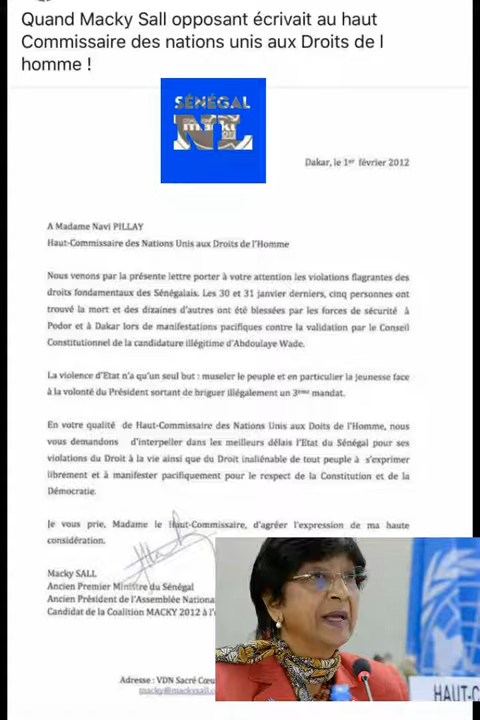 Quand Macky Sall opposant écrivait au haut
Commissaire des nations unis aux Droits de l
homme !
SÉNÉGAL
NL
Dakar, le 1er février 2012
A Madame Navi PILLAY
Haut-Commissaire des Nations Unis aux Droits de l'Homme
Nous venons par la présente lettre porter à votre attention les violations flagrantes des
droits fondamentaux des Sénégalais. Les 30 et 31 janvier derniers, cinq personnes ont
trouvé la mort et des dizaines d'autres ont été blessées par les forces de sécurité à
Podor et à Dakar lors de manifestations pacifiques contre la validation par le Conseil
Constitutionnel de la candidature illégitime d'Abdoulaye Wade.
La violence d'Etat n'a qu'un seul but : museler le peuple et en particulier la jeunesse face
à la volonté du Président sortant de briguer illégalement un 3ème mandat.
En votre qualité de Haut-Commissaire des Nations Unis aux Doits de l'Homme, nous
vous demandons d'interpeller dans les meilleurs délais l'Etat du Sénégal pour ses
violations du Droit à la vie ainsi que du Droit inaliénable de tout peuple à s'exprimer
librement et à manifester pacifiquement pour le respect de la Constitution et de la
Démocratie.
Je vous prie, Madame le Haut-Commissaire, d'agréer l'expression de ma haute
considération.
Macky SALL
Ancien Premier Ministre du Sénégal
Ancien Président de l'Assemblée Nationa
Candidat de la Coalition MACKY 2012 à l'
Adresse : VDN Sacré Cœu
macky@mackysall.c
HAUT-C